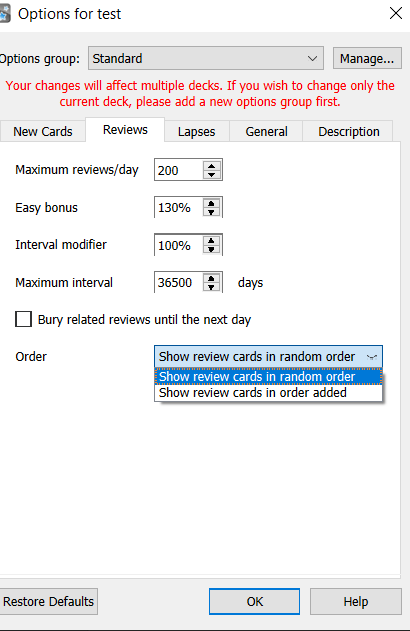 Options for test
Options group: Standard Manage...
Your changes will affect multiple decks. If you wish to change only the
current deck, please add a new options group first.
New Cards Reviews Lapses General Description
Maximum reviews/day 200
Easy bonus 130%
Interval modifier 100%
Maximum interval 36500 days
Bury related reviews until the next day
Order Show review cards in random order
Show review cards in random order
Show review cards in order added
Restore Defaults OK Help